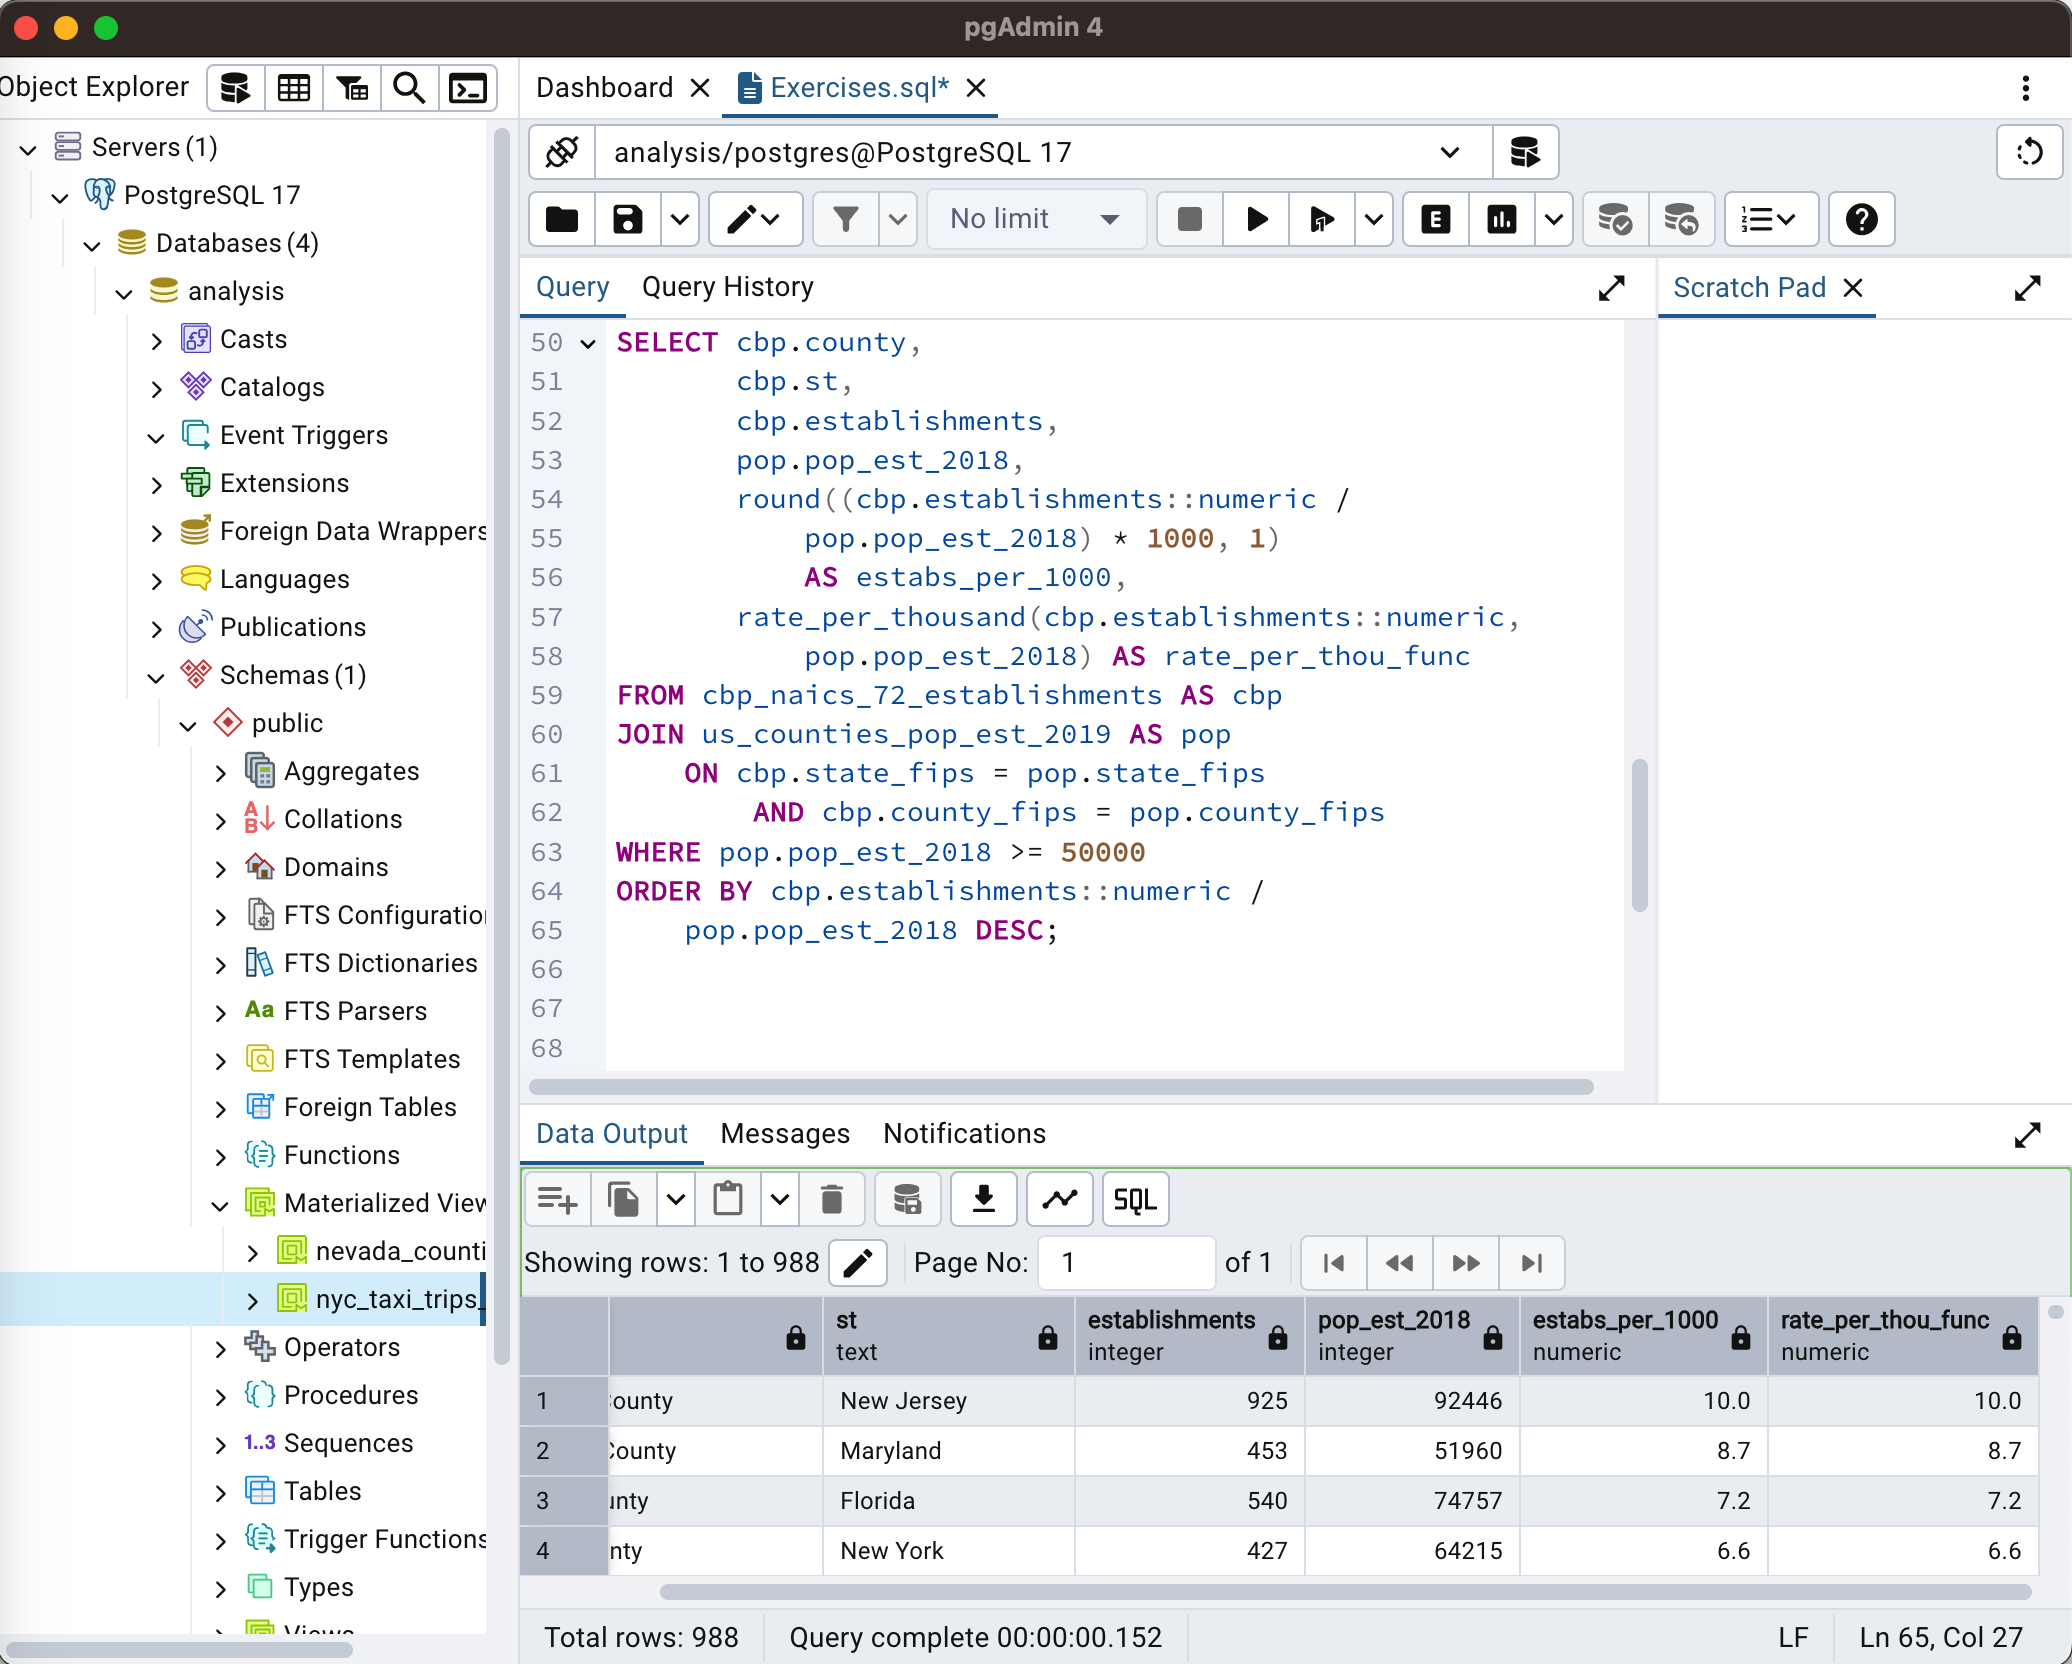 pgAdmin 4
Object Explorer
Servers (1)
PostgreSQL 17
Databases (4)
analysis
Casts
Catalogs
Event Triggers
Extensions
Foreign Data Wrappers
Languages
Publications
Schemas (1)
public
Aggregates
Collations
Domains
FTS Configuratio
FTS Dictionaries
Aa FTS Parsers
FTS Templates
Foreign Tables
Functions
Materialized View
nevada_counti
nyc_taxi_trips_
Operators
Procedures
1..3 Sequences
Tables
Trigger Functions
Types
Views
Dashboard Exercises.sql*
analysis/postgres@PostgreSQL 17
No limit
E
Query Query History
Scratch Pad
50 SELECT cbp.county,
51 cbp.st,
52 cbp.establishments,
53 pop.pop_est_2018,
54 round((cbp.establishments::numeric /
55 pop.pop_est_2018) * 1000, 1)
56 AS estabs_per_1000,
57 rate_per_thousand(cbp.establishments::numeric,
58 pop.pop_est_2018) AS rate_per_thou_func
59 FROM cbp_naics_72_establishments AS cbp
60 JOIN us_counties_pop_est_2019 AS pop
61 ON cbp.state_fips = pop.state_fips
62 AND cbp.county_fips = pop.county_fips
63 WHERE pop.pop_est_2018 >= 50000
64 ORDER BY cbp.establishments::numeric /
65 pop.pop_est_2018 DESC;
66
67
68
Data Output Messages Notifications
SQL
Showing rows: 1 to 988 Page No: 1 of 1
st establishments pop_est_2018 estabs_per_1000 rate_per_thou_func
text integer integer numeric numeric
1 ounty New Jersey 925 92446 10.0 10.0
2 County Maryland 453 51960 8.7 8.7
3 unty Florida 540 74757 7.2 7.2
4 nty New York 427 64215 6.6 6.6
Total rows: 988 Query complete 00:00:00.152 LF Ln 65, Col 27